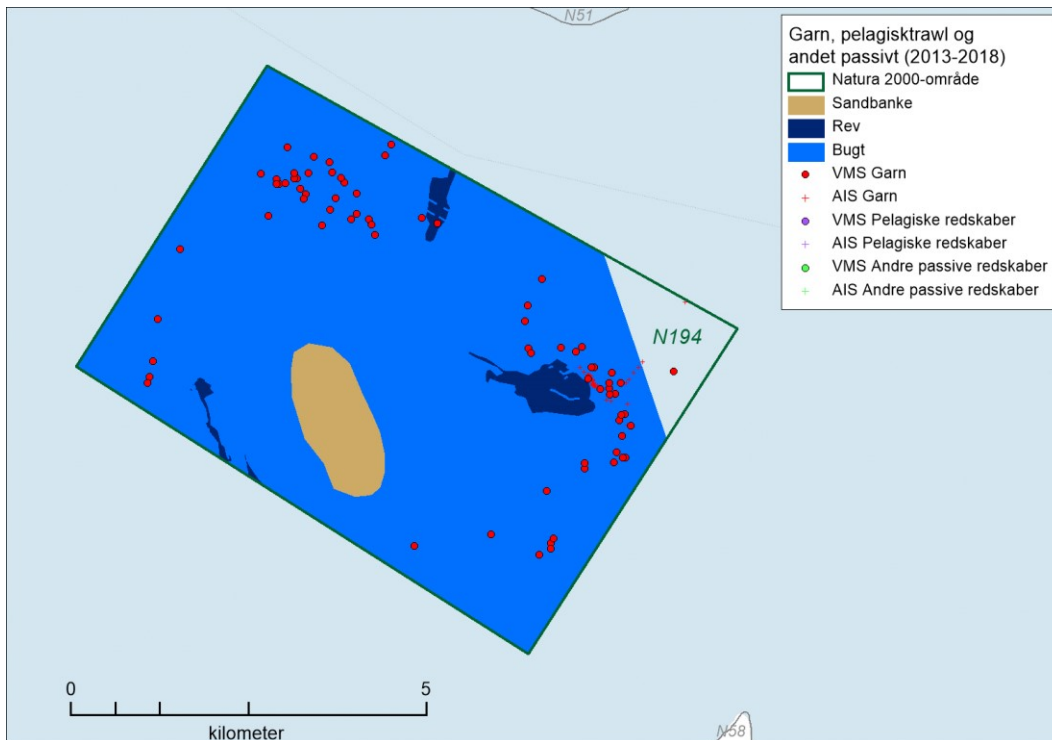 N51
Garn, pelagisktrawl og
andet passivt (2013-2018)
Natura 2000-område
Sandbanke
Rev
Bugt
VMS Garn
AIS Garn
VMS Pelagiske redskaber
AIS Pelagiske redskaber
VMS Andre passive redskaber
AIS Andre passive redskaber
N194
0 5
kilometer
N58